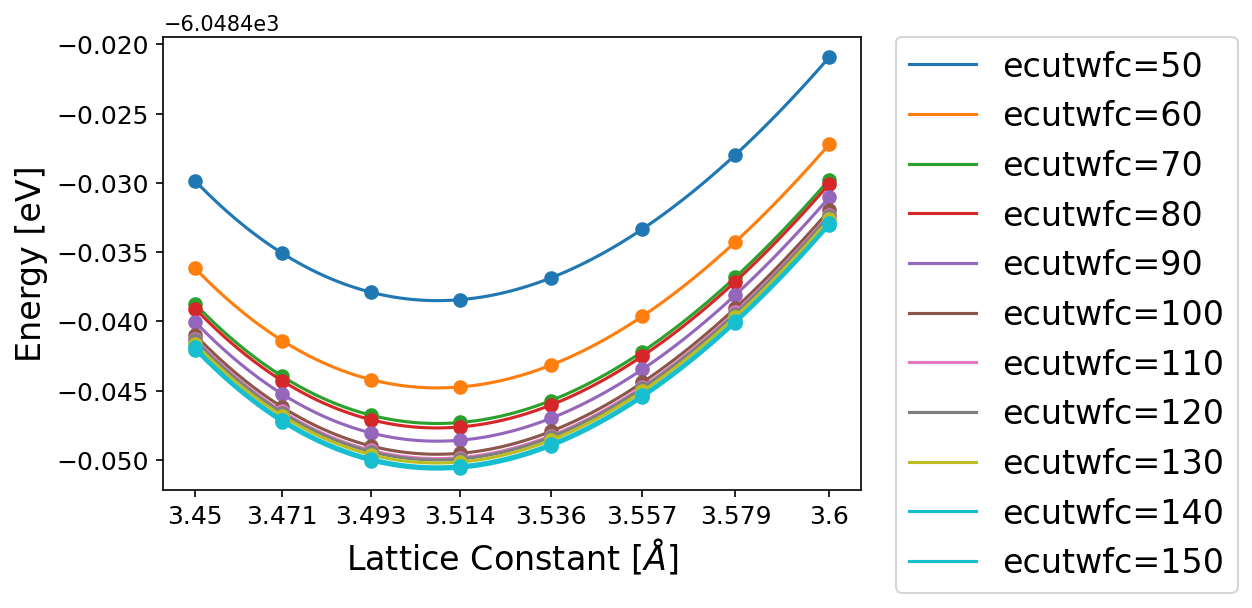 −6.0484e3
−0.020
−0.025
−0.030
−0.035
−0.040
−0.045
−0.050
Energy [eV]
3.45 3.471 3.493 3.514 3.536 3.557 3.579 3.6
Lattice Constant [Å]
ecutwfc=50
ecutwfc=60
ecutwfc=70
ecutwfc=80
ecutwfc=90
ecutwfc=100
ecutwfc=110
ecutwfc=120
ecutwfc=130
ecutwfc=140
ecutwfc=150